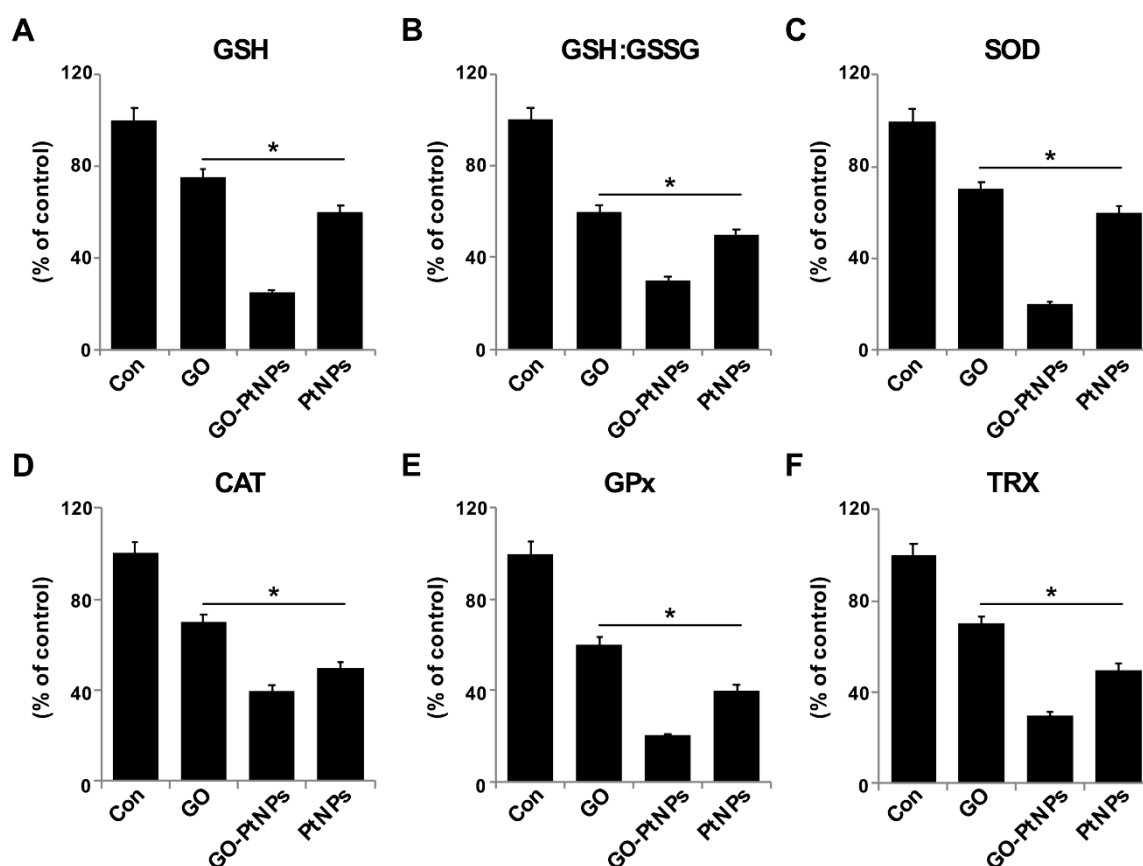 A
GSH
(% of control)
120
80
40
0
Con
GO
GO-PtNPs
PtNPs
*
B
GSH:GSSG
(% of control)
120
80
40
0
Con
GO
GO-PtNPs
PtNPs
*
C
SOD
(% of control)
120
80
40
0
Con
GO
GO-PtNPs
PtNPs
*
D
CAT
(% of control)
120
80
40
0
Con
GO
GO-PtNPs
PtNPs
*
E
GPx
(% of control)
120
80
40
0
Con
GO
GO-PtNPs
PtNPs
*
F
TRX
(% of control)
120
80
40
0
Con
GO
GO-PtNPs
PtNPs
*